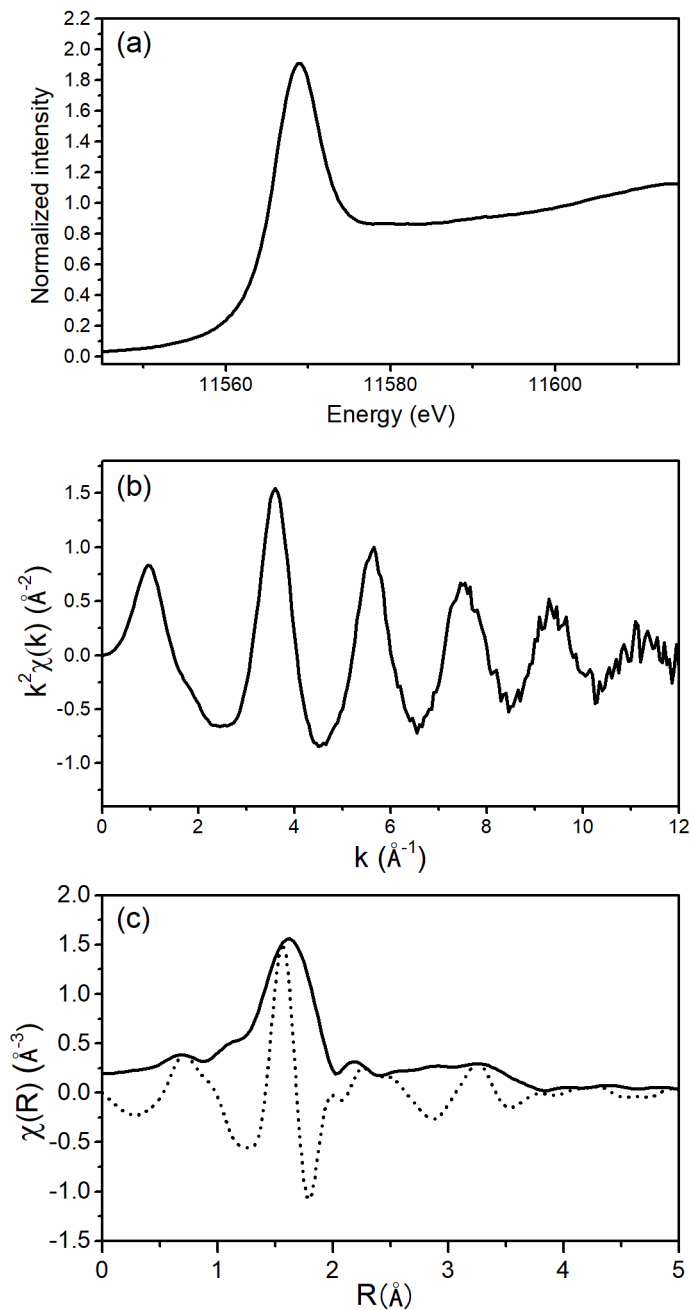 (a)
Normalized intensity
2.2
2.0
1.8
1.6
1.4
1.2
1.0
0.8
0.6
0.4
0.2
0.0
11560 11580 11600
Energy (eV)
(b)
k²χ(k) (Å⁻²)
1.5
1.0
0.5
0.0
-0.5
-1.0
0 2 4 6 8 10 12
k (Å⁻¹)
(c)
χ(R) (Å⁻³)
2.0
1.5
1.0
0.5
0.0
-0.5
-1.0
-1.5
0 1 2 3 4 5
R(Å)